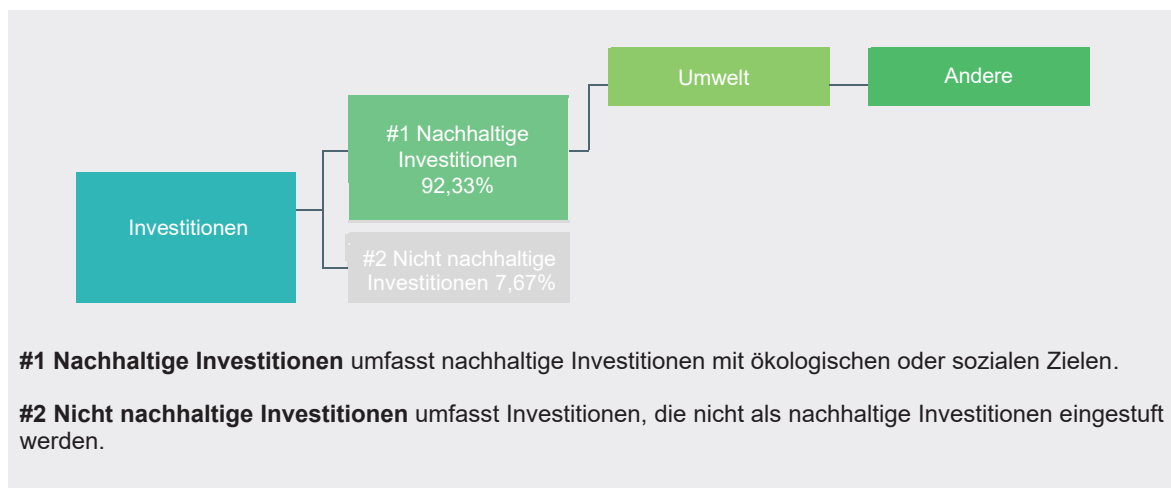 Umwelt
Andere
#1 Nachhaltige
Investitionen
92,33%
Investitionen
#2 Nicht nachhaltige
Investitionen 7,67%
#1 Nachhaltige Investitionen umfasst nachhaltige Investitionen mit ökologischen oder sozialen Zielen.
#2 Nicht nachhaltige Investitionen umfasst Investitionen, die nicht als nachhaltige Investitionen eingestuft
werden.